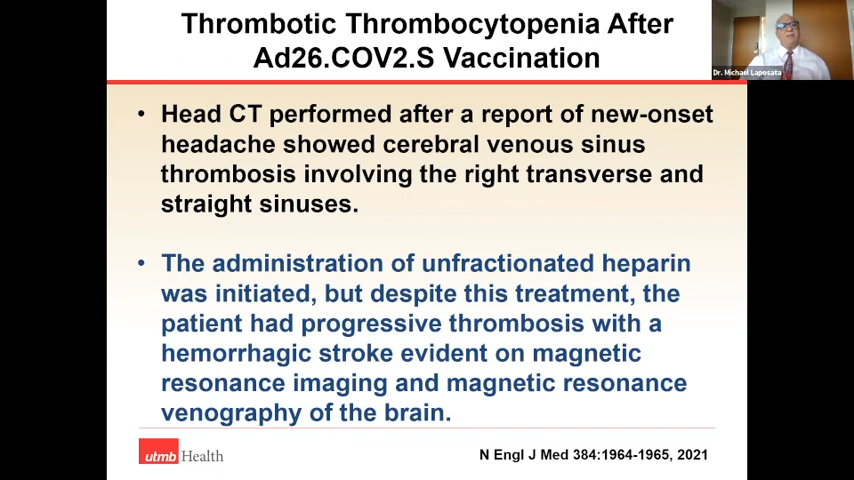 Thrombotic Thrombocytopenia After
Ad26.COV2.S Vaccination
Dr. Michael Laposata
• Head CT performed after a report of new-onset
headache showed cerebral venous sinus
thrombosis involving the right transverse and
straight sinuses.
• The administration of unfractionated heparin
was initiated, but despite this treatment, the
patient had progressive thrombosis with a
hemorrhagic stroke evident on magnetic
resonance imaging and magnetic resonance
venography of the brain.
utmb Health
N Engl J Med 384:1964-1965, 2021